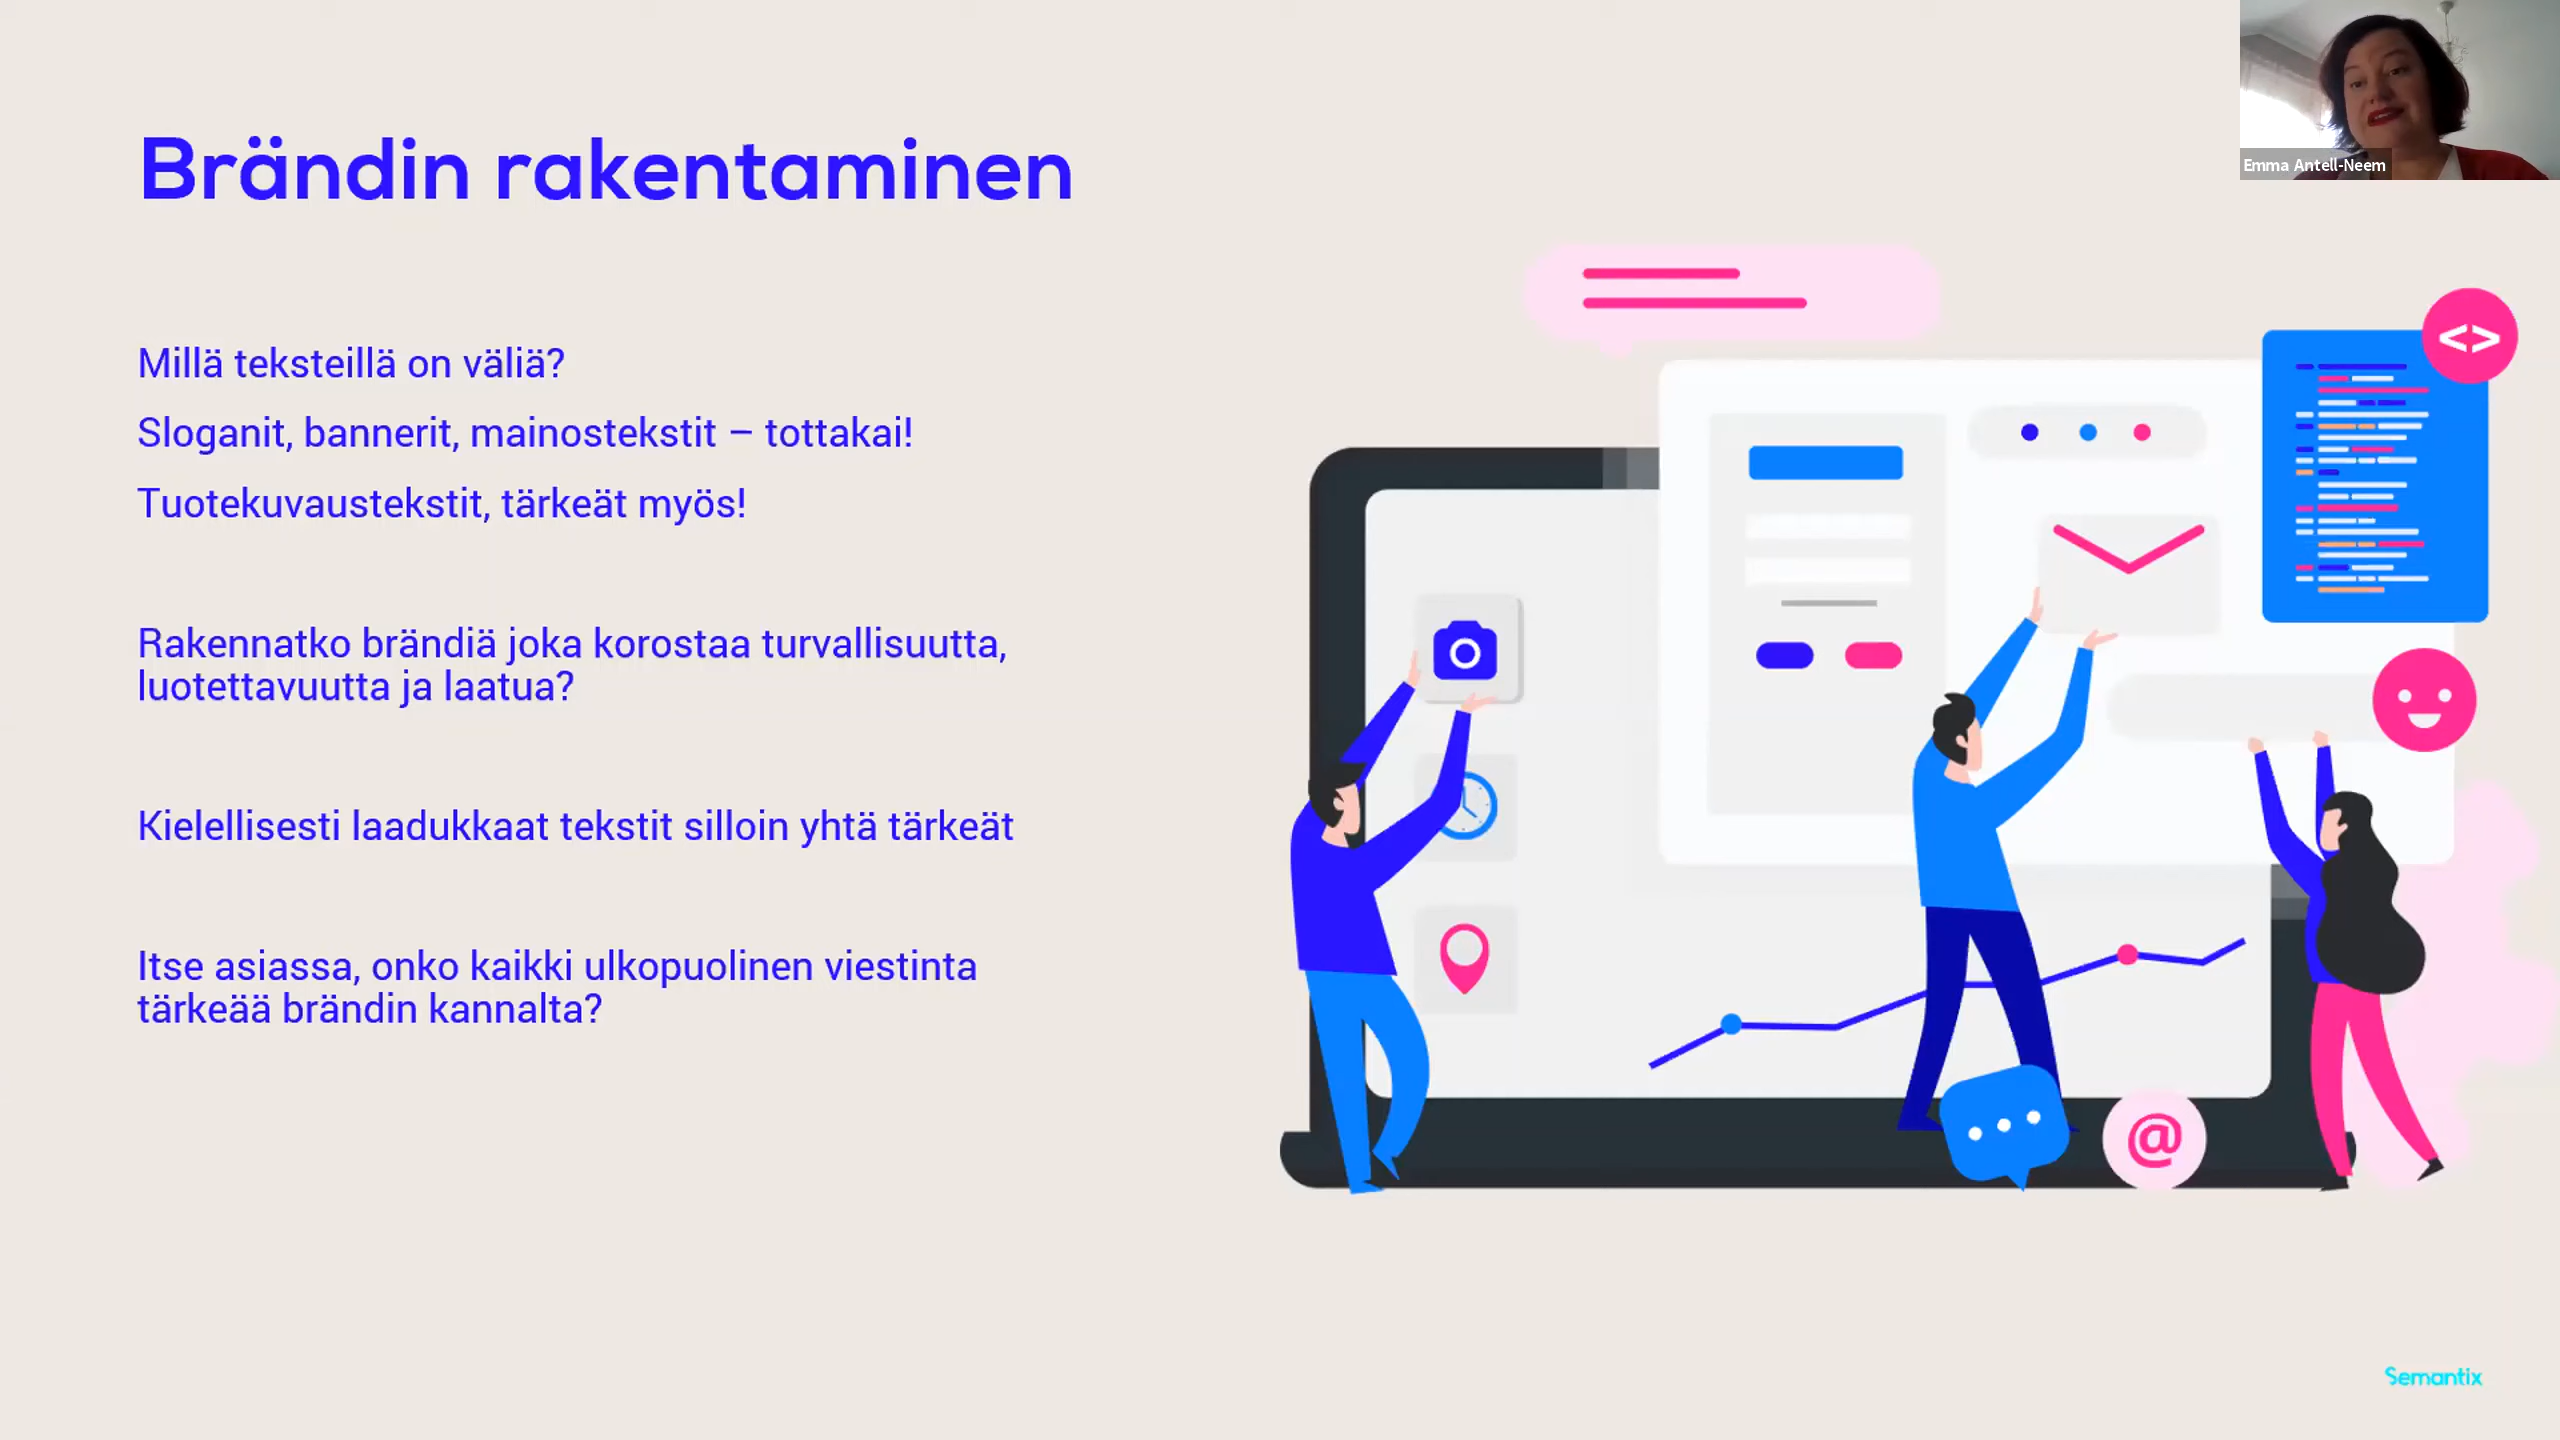 Brändin rakentaminen
Millä teksteillä on väliä?
Sloganit, bannerit, mainostekstit – tottakai!
Tuotekuvaustekstit, tärkeät myös!
Rakennatko brändiä joka korostaa turvallisuutta,
luotettavuutta ja laatua?
Kielellisesti laadukkaat tekstit silloin yhtä tärkeät
Itse asiassa, onko kaikki ulkopuolinen viestinta
tärkeää brändin kannalta?
Emma Antell-Neem
<>
@
Semantix